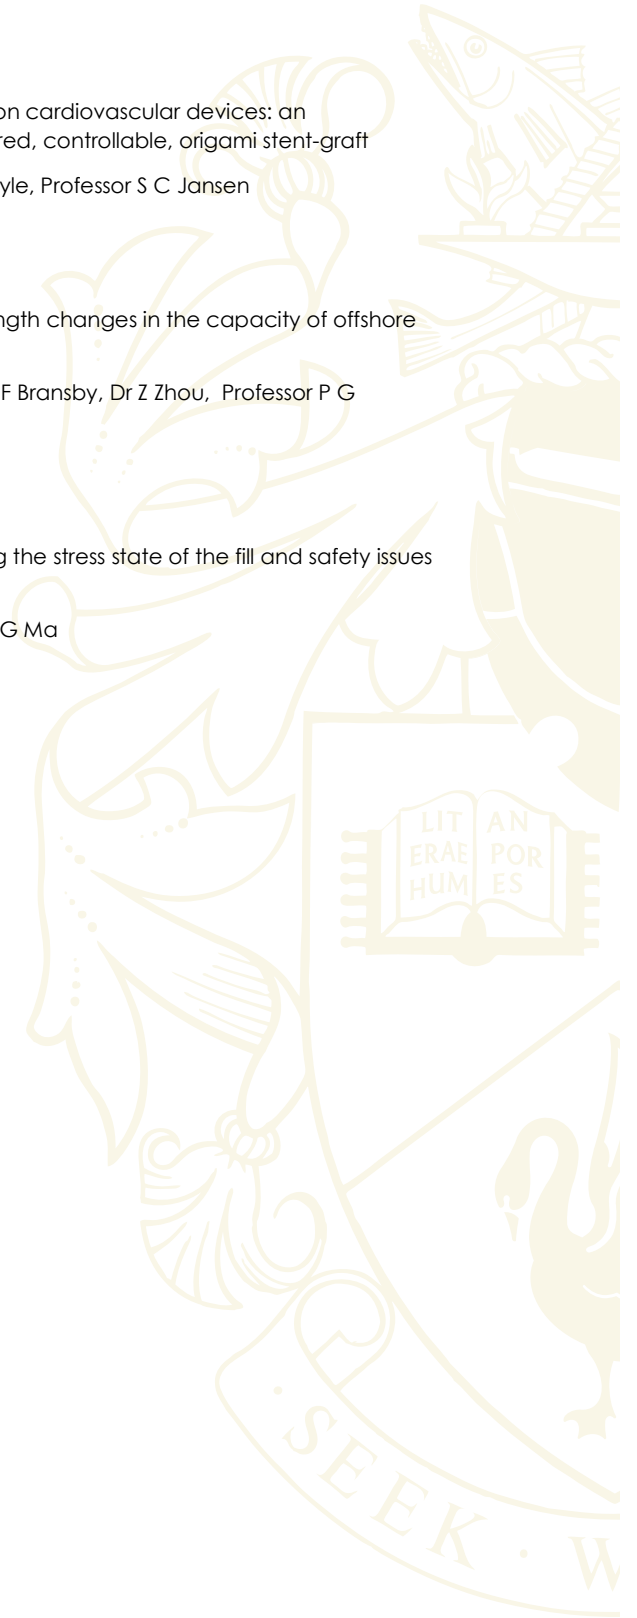 on cardiovascular devices: an
red, controllable, origami stent-graft
yle, Professor S C Jansen
ngth changes in the capacity of offshore
F Bransby, Dr Z Zhou, Professor P G
g the stress state of the fill and safety issues
G Ma
LIT AN
ERAE POR
HUM ES
· SEEK · W